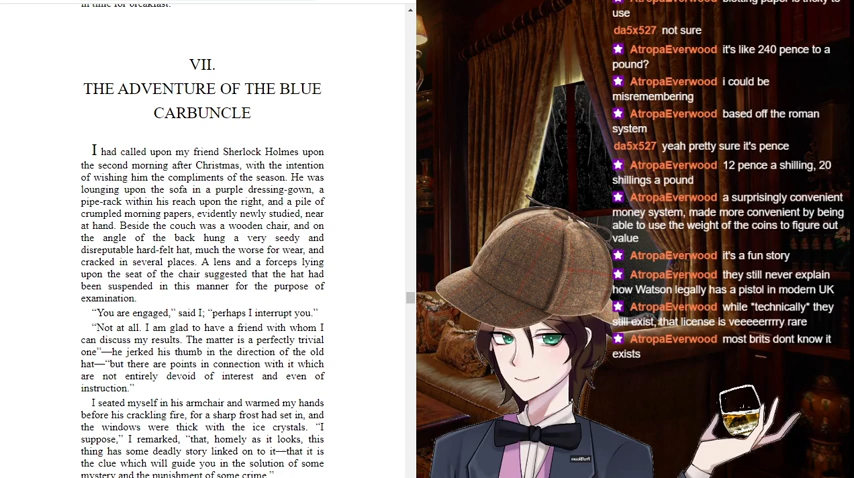 in time for breakfast.
VII.
THE ADVENTURE OF THE BLUE
CARBUNCLE
I had called upon my friend Sherlock Holmes upon
the second morning after Christmas, with the intention
of wishing him the compliments of the season. He was
lounging upon the sofa in a purple dressing-gown, a
pipe-rack within his reach upon the right, and a pile of
crumpled morning papers, evidently newly studied, near
at hand. Beside the couch was a wooden chair, and on
the angle of the back hung a very seedy and
disreputable hard-felt hat, much the worse for wear, and
cracked in several places. A lens and a forceps lying
upon the seat of the chair suggested that the hat had
been suspended in this manner for the purpose of
examination.
“You are engaged,” said I; “perhaps I interrupt you.”
“Not at all. I am glad to have a friend with whom I
can discuss my results. The matter is a perfectly trivial
one”—he jerked his thumb in the direction of the old
hat—“but there are points in connection with it which
are not entirely devoid of interest and even of
instruction.”
I seated myself in his armchair and warmed my hands
before his crackling fire, for a sharp frost had set in, and
the windows were thick with the ice crystals. “I
suppose,” I remarked, “that, homely as it looks, this
thing has some deadly story linked on to it—that it is
the clue which will guide you in the solution of some
mystery and the punishment of some crime.”
AtropaEverwood blotting paper is tricky to
use
da5x527 not sure
AtropaEverwood it's like 240 pence to a
pound?
AtropaEverwood i could be
misremembering
AtropaEverwood based off the roman
system
da5x527 yeah pretty sure it's pence
AtropaEverwood 12 pence a shilling, 20
shillings a pound
AtropaEverwood a surprisingly convenient
money system, made more convenient by being
able to use the weight of the coins to figure out
value
AtropaEverwood it's a fun story
AtropaEverwood they still never explain
how Watson legally has a pistol in modern UK
AtropaEverwood while "technically" they
still exist, that license is veeeeerrrry rare
AtropaEverwood most brits dont know it
exists